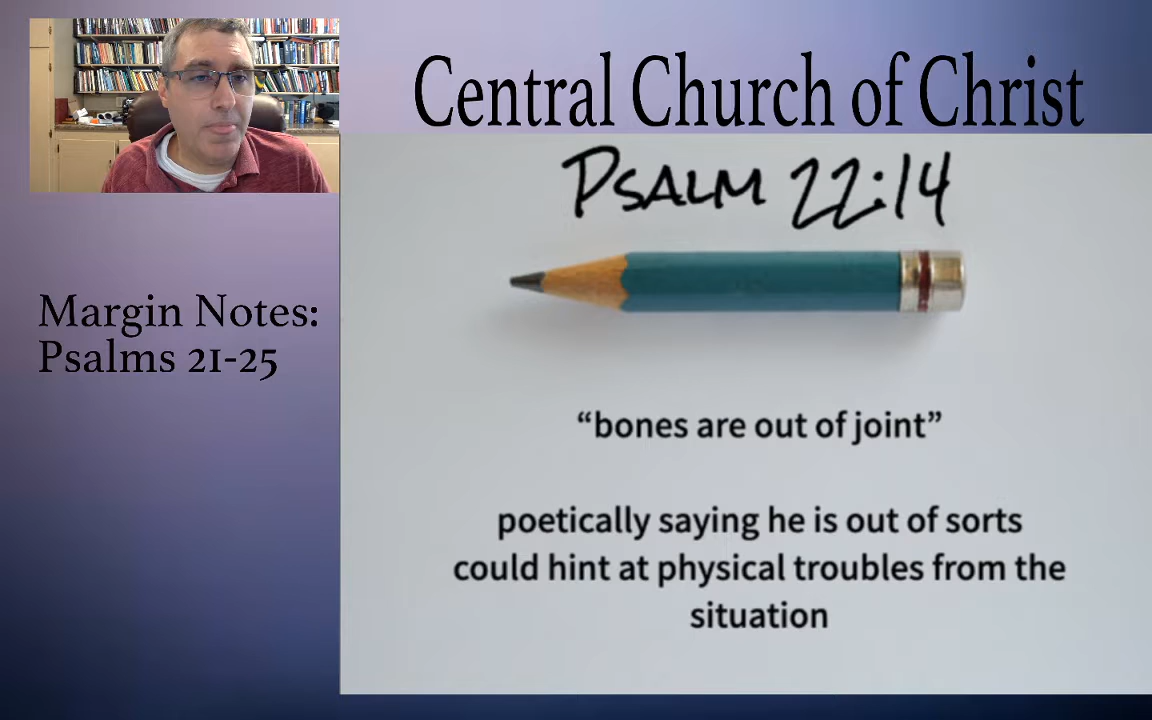 Central Church of Christ
Psalm 22:14
Margin Notes:
Psalms 21-25
“bones are out of joint”
poetically saying he is out of sorts
could hint at physical troubles from the
situation